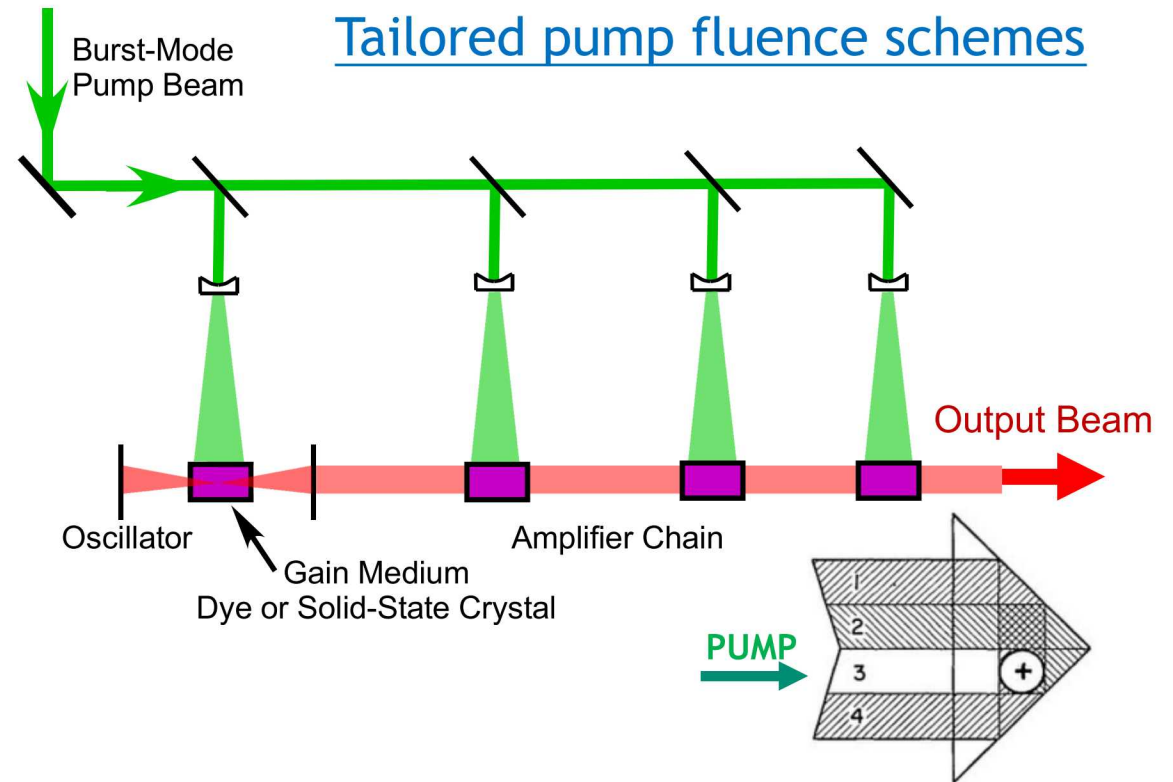 Tailored pump fluence schemes
Burst-Mode
Pump Beam
Output Beam
Oscillator
Amplifier Chain
Gain Medium
Dye or Solid-State Crystal
PUMP
1
2
3
4
+